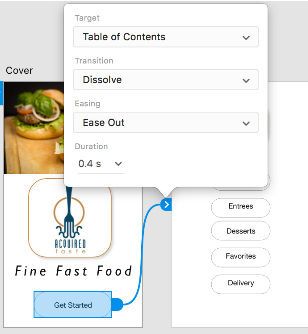 Target
Table of Contents
Transition
Dissolve
Easing
Ease Out
Duration
0.4 s
Cover
ACQUIRED
taste
Fine Fast Food
Get Started
Entrees
Desserts
Favorites
Delivery